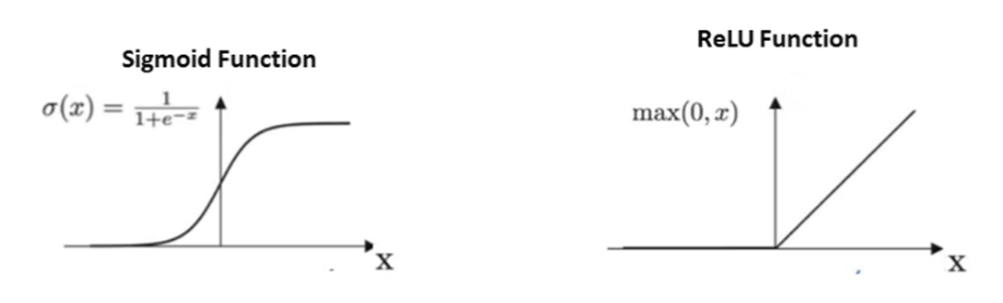 Sigmoid Function
σ(x) = 1/(1+e^{-x})
X
ReLU Function
max(0, x)
X